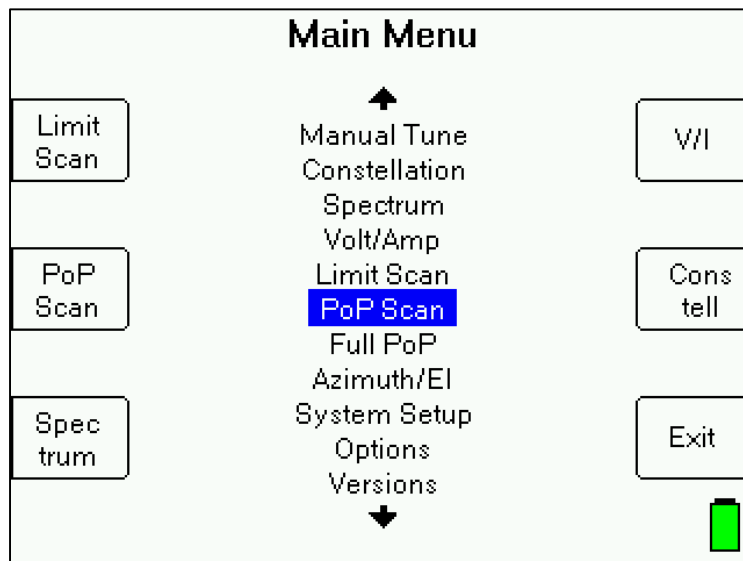 Main Menu
Limit
Scan
PoP
Scan
Spec
trum
Manual Tune
Constellation
Spectrum
Volt/Amp
Limit Scan
PoP Scan
Full PoP
Azimuth/El
System Setup
Options
Versions
V/I
Cons
tell
Exit